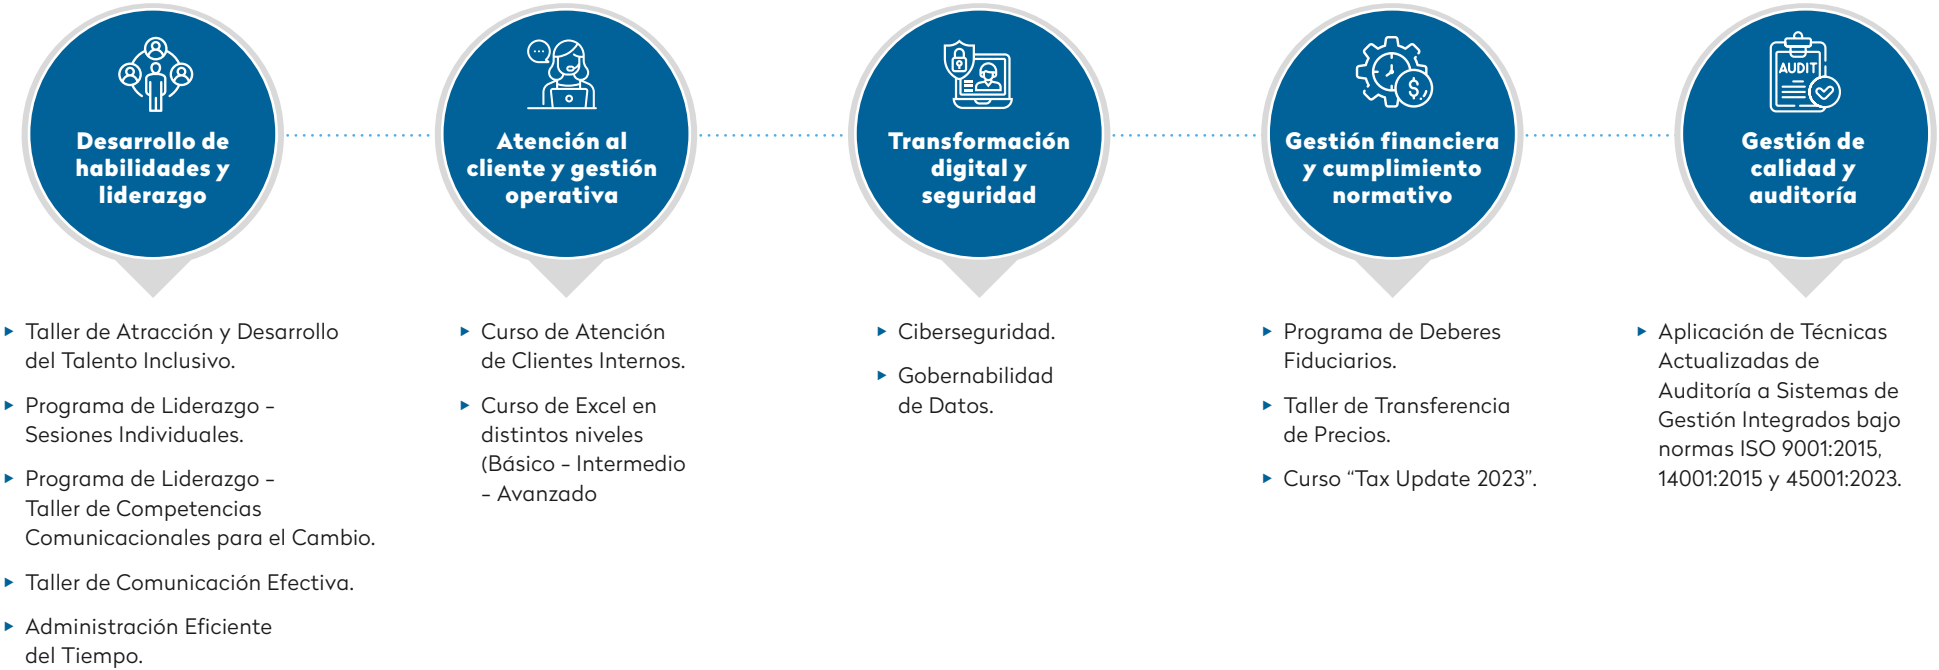 Desarrollo de
habilidades y
liderazgo
▸ Taller de Atracción y Desarrollo
del Talento Inclusivo.
▸ Programa de Liderazgo -
Sesiones Individuales.
▸ Programa de Liderazgo -
Taller de Competencias
Comunicacionales para el Cambio.
▸ Taller de Comunicación Efectiva.
▸ Administración Eficiente
del Tiempo.
Atención al
cliente y gestión
operativa
▸ Curso de Atención
de Clientes Internos.
▸ Curso de Excel en
distintos niveles
(Básico - Intermedio
- Avanzado
Transformación
digital y
seguridad
▸ Ciberseguridad.
▸ Gobernabilidad
de Datos.
$
Gestión financiera
y cumplimiento
normativo
▸ Programa de Deberes
Fiduciarios.
▸ Taller de Transferencia
de Precios.
▸ Curso “Tax Update 2023”.
AUDIT
Gestión de
calidad y
auditoría
▸ Aplicación de Técnicas
Actualizadas de
Auditoría a Sistemas de
Gestión Integrados bajo
normas ISO 9001:2015,
14001:2015 y 45001:2023.